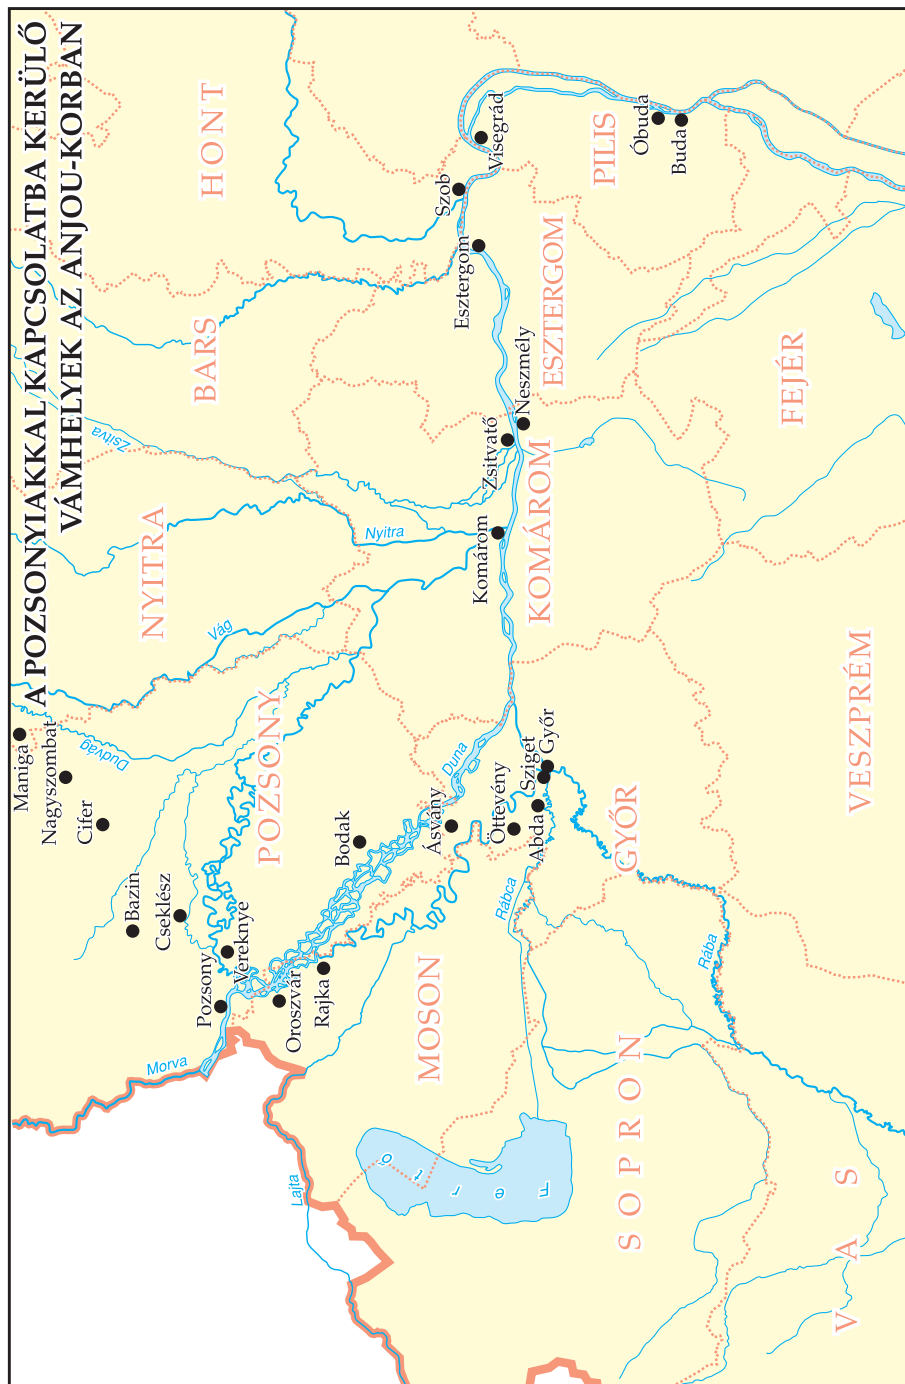 A POZSONYIAKKAL KAPCSOLATBA KERÜLŐ
VÁMHELYEK AZ ANJOU-KORBAN
Maniga
Nagyszombat
Cifer
Bazin
Cseklész
Pozsony
Vereknye
Oroszvár
Rajka
Bodak
Ásvány
Öttevény
Abda
Sziget
Győr
Komárom
Zsitvató
Neszmély
Esztergom
Szob
Visegrád
Óbuda
Buda
HONT
BARS
NYITRA
POZSONY
MOSON
SOPRON
VAS
GYŐR
VESZPRÉM
KOMÁROM
ESZTERGOM
FEJÉR
PILIS
Morva
Lajta
Fertő
Dudvág
Vág
Nyitra
Zsitva
Duna
Rábca
Rába